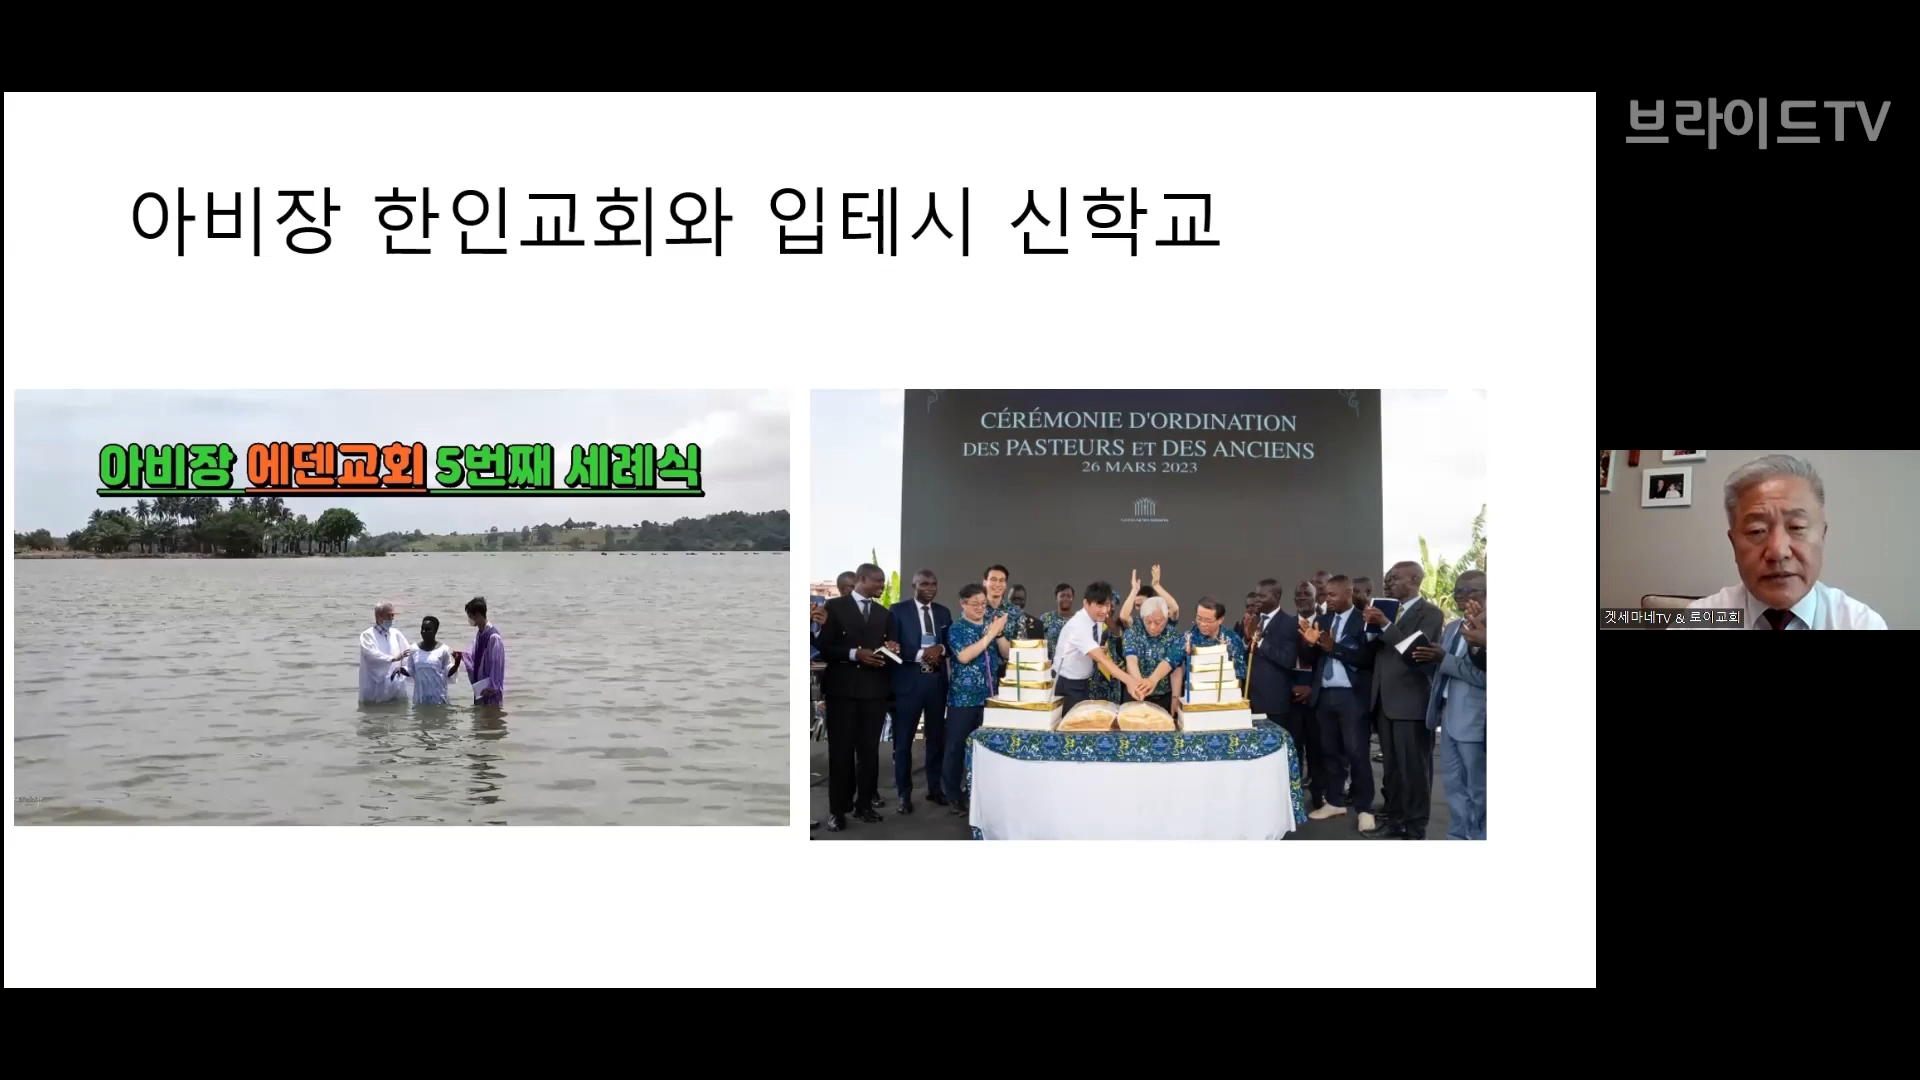 브라이드TV
아비장 한인교회와 입테시 신학교
아비장 에덴교회 5번째 세례식
CÉRÉMONIE D'ORDINATION
DES PASTEURS ET DES ANCIENS
26 MARS 2023
겟세마네TV & 로이교회